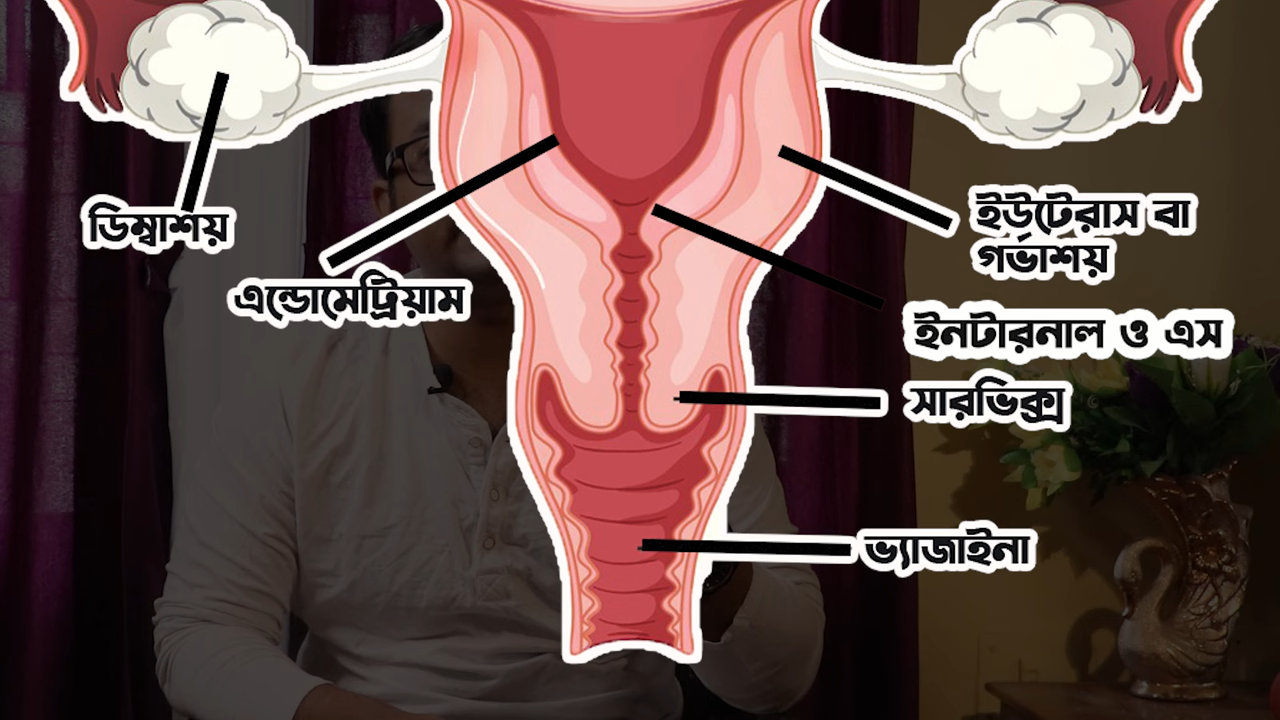 ডিম্বাশয়
এন্ডোমেট্রিয়াম
ইউটেরাস বা
গর্ভাশয়
ইনটারনাল ও এস
সারভিক্স
ভ্যাজাইনা